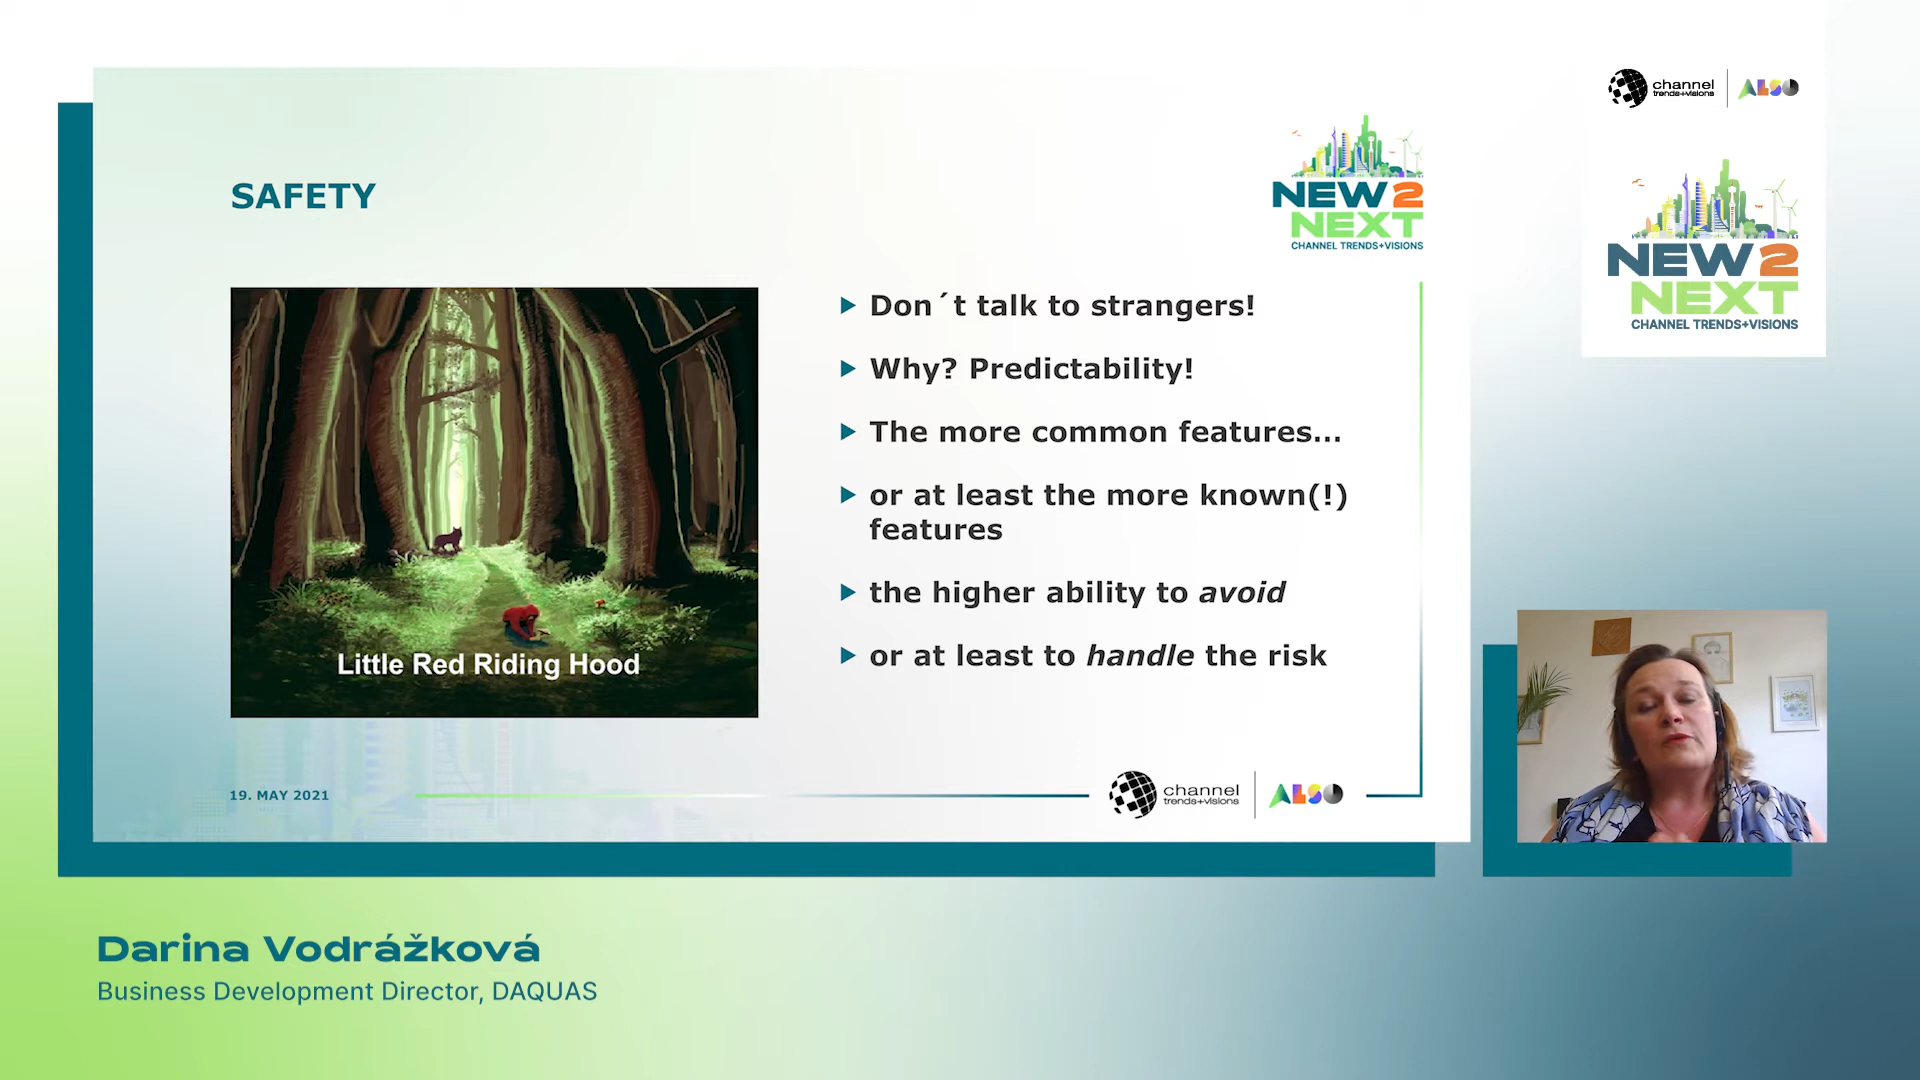 channel
trends+visions
ALSO
SAFETY
NEW 2
NEXT
CHANNEL TRENDS+VISIONS
NEW 2
NEXT
CHANNEL TRENDS+VISIONS
Little Red Riding Hood
Don´t talk to strangers!
Why? Predictability!
The more common features...
or at least the more known(!)
features
the higher ability to avoid
or at least to handle the risk
19. MAY 2021
channel
trends+visions
ALSO
Darina Vodrážková
Business Development Director, DAQUAS